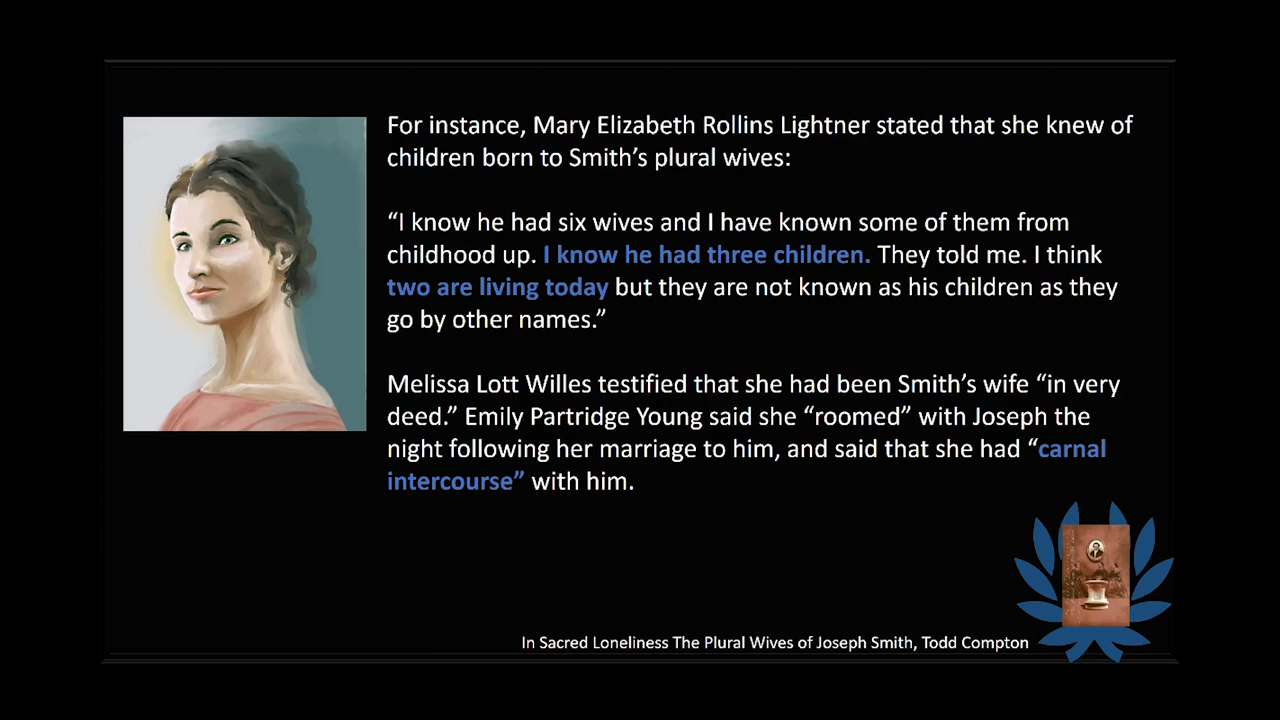 For instance, Mary Elizabeth Rollins Lightner stated that she knew of
children born to Smith’s plural wives:
“I know he had six wives and I have known some of them from
childhood up. I know he had three children. They told me. I think
two are living today but they are not known as his children as they
go by other names.”
Melissa Lott Willes testified that she had been Smith’s wife “in very
deed.” Emily Partridge Young said she “roomed” with Joseph the
night following her marriage to him, and said that she had “carnal
intercourse” with him.
In Sacred Loneliness The Plural Wives of Joseph Smith, Todd Compton